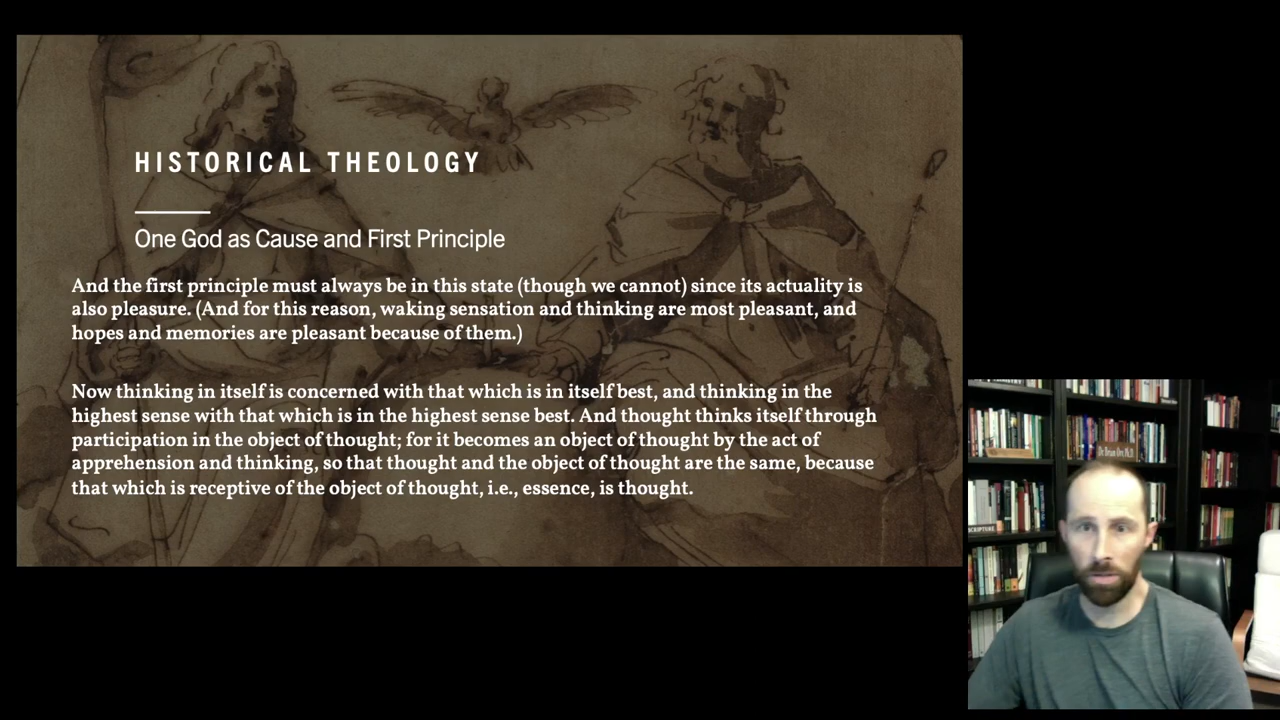 HISTORICAL THEOLOGY
One God as Cause and First Principle
And the first principle must always be in this state (though we cannot) since its actuality is
also pleasure. (And for this reason, waking sensation and thinking are most pleasant, and
hopes and memories are pleasant because of them.)
Now thinking in itself is concerned with that which is in itself best, and thinking in the
highest sense with that which is in the highest sense best. And thought thinks itself through
participation in the object of thought; for it becomes an object of thought by the act of
apprehension and thinking, so that thought and the object of thought are the same, because
that which is receptive of the object of thought, i.e., essence, is thought.
Dr. Brian Orr, Ph.D.
SCRIPTURE